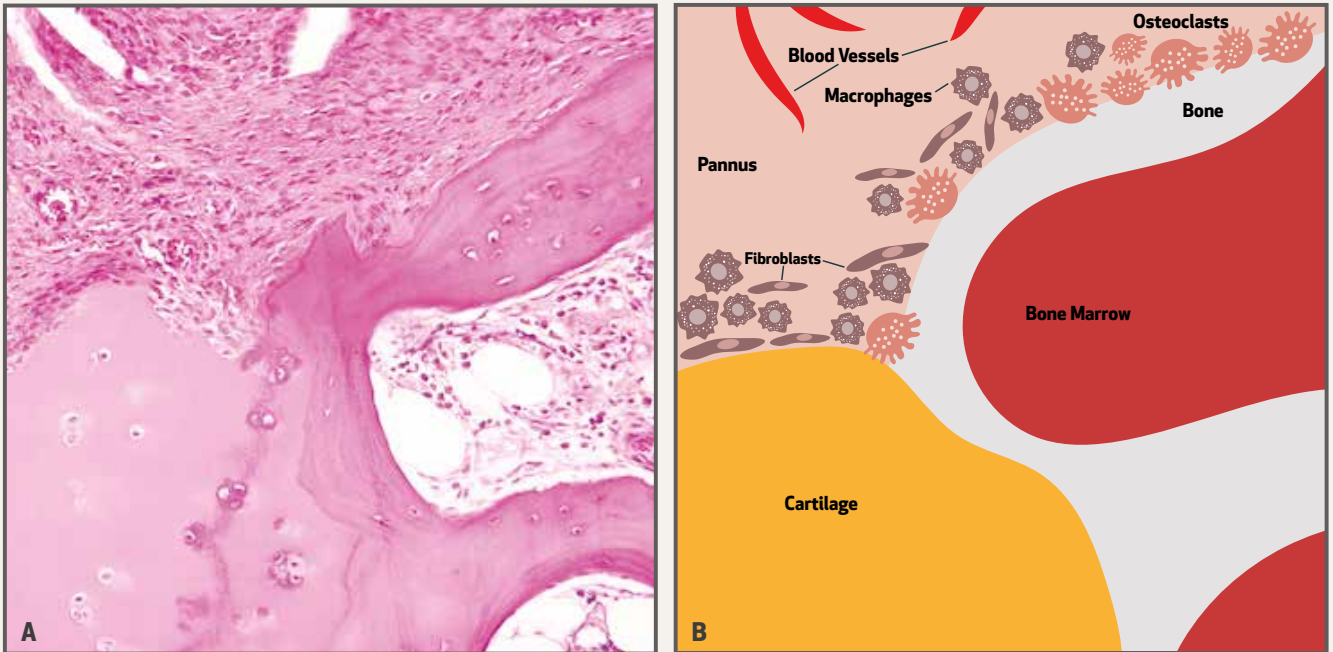 A
Osteoclasts
Blood Vessels
Macrophages
Bone
Pannus
Fibroblasts
Bone Marrow
Cartilage
B